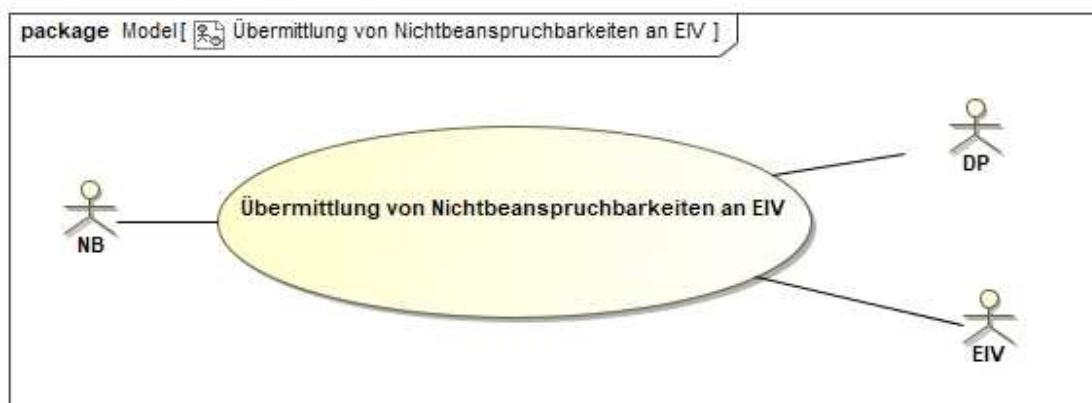 package Model[ Übermittlung von Nichtbeanspruchbarkeiten an EIV ]
DP
Übermittlung von Nichtbeanspruchbarkeiten an EIV
NB
EIV